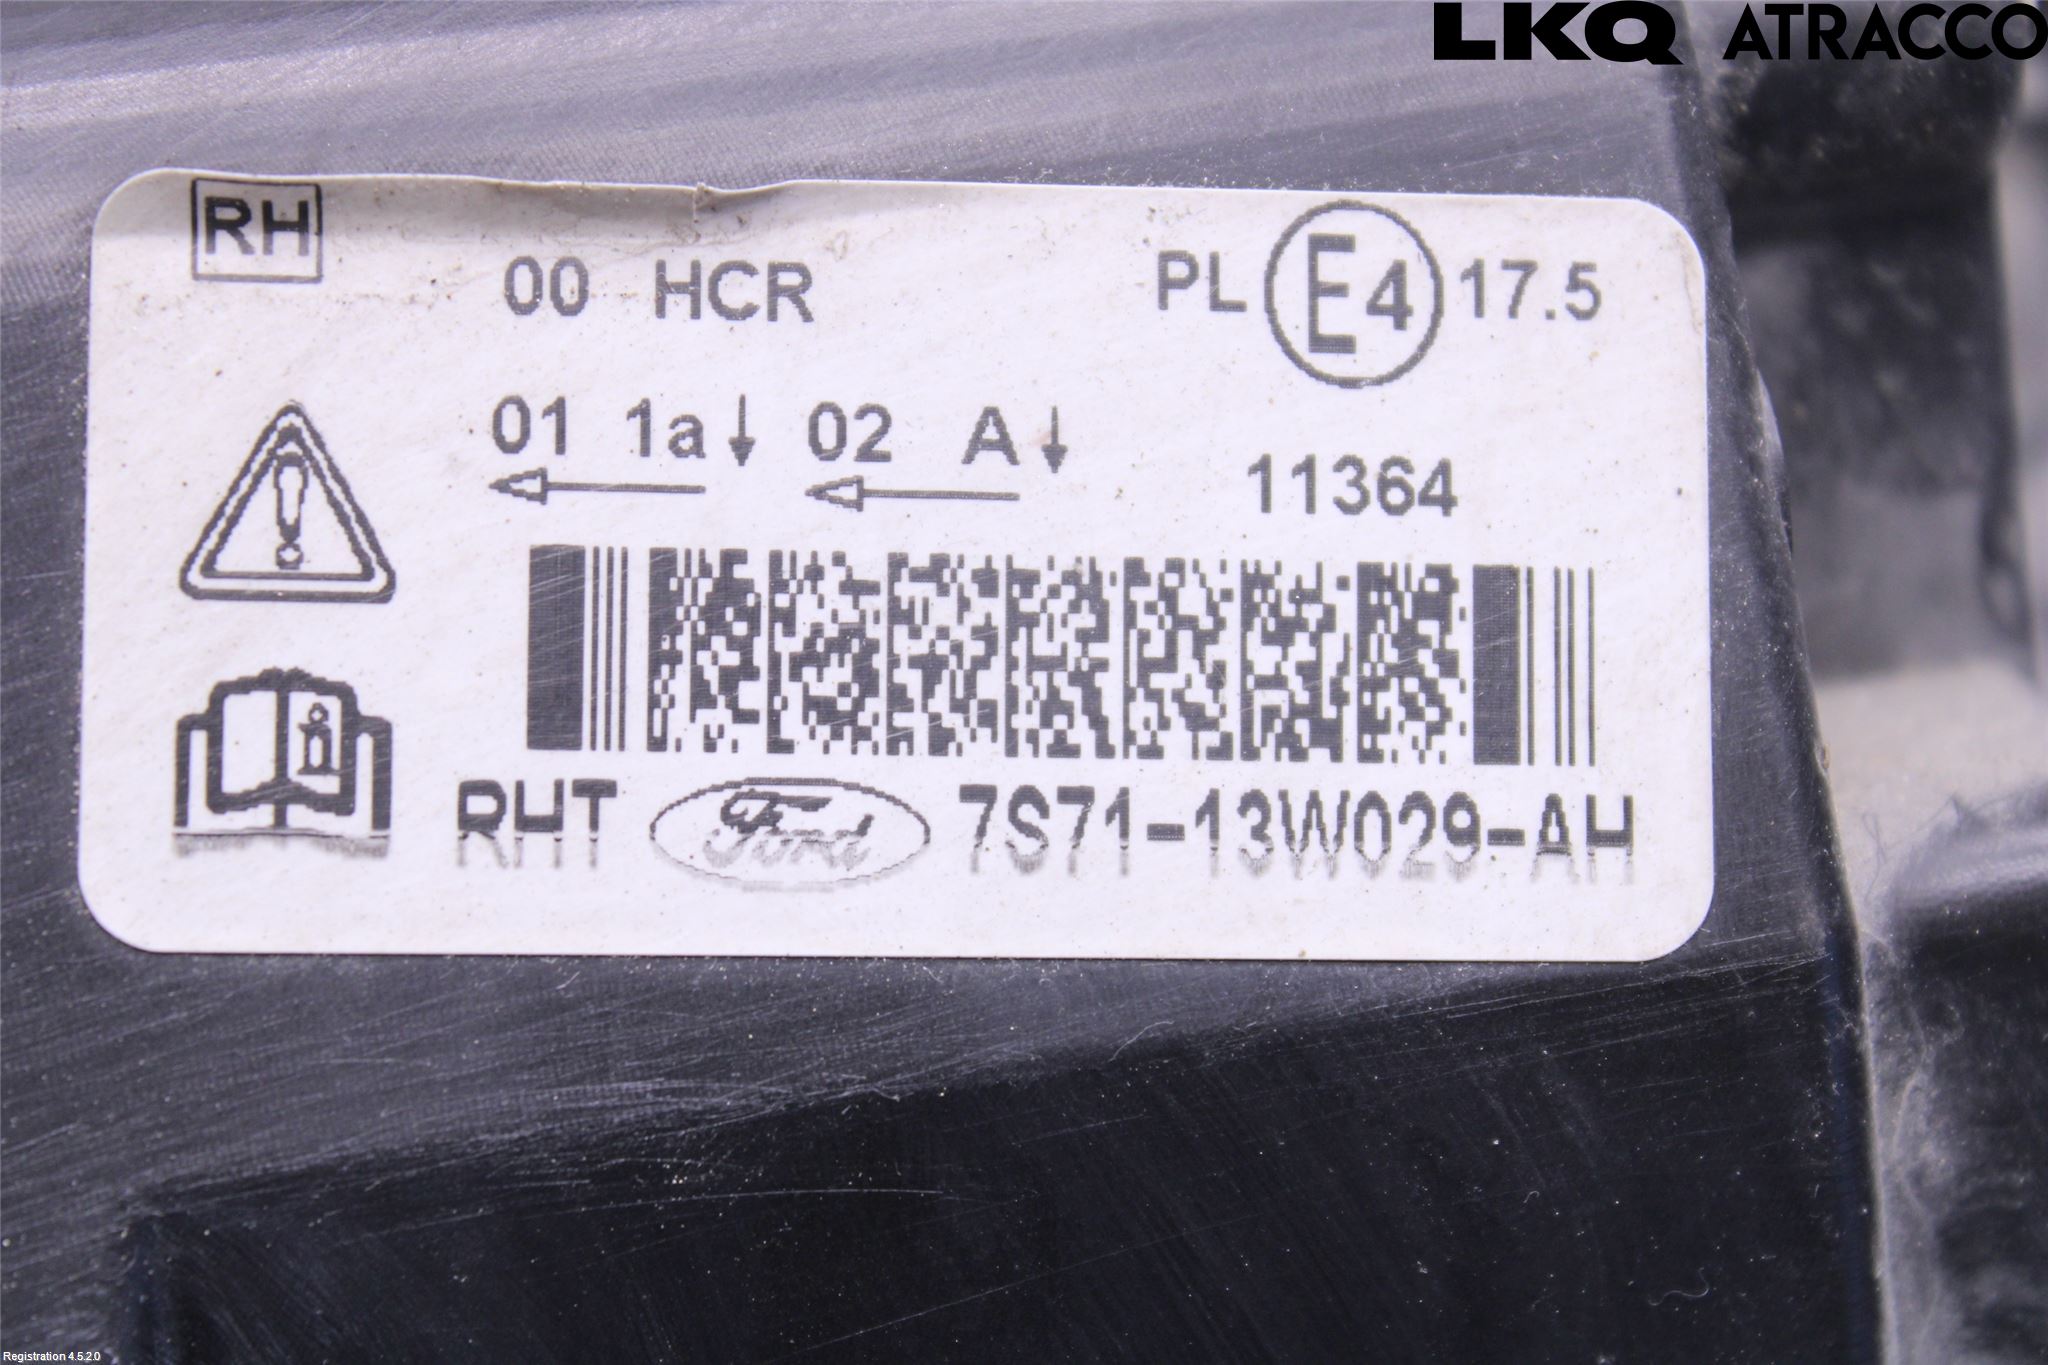 LKQ ATRACCO
RH
00 HCR PL E4 17.5
01 1a 02 A
11364
RHT Ford 7S71-13W029-AH
Registration 4.5.2.0